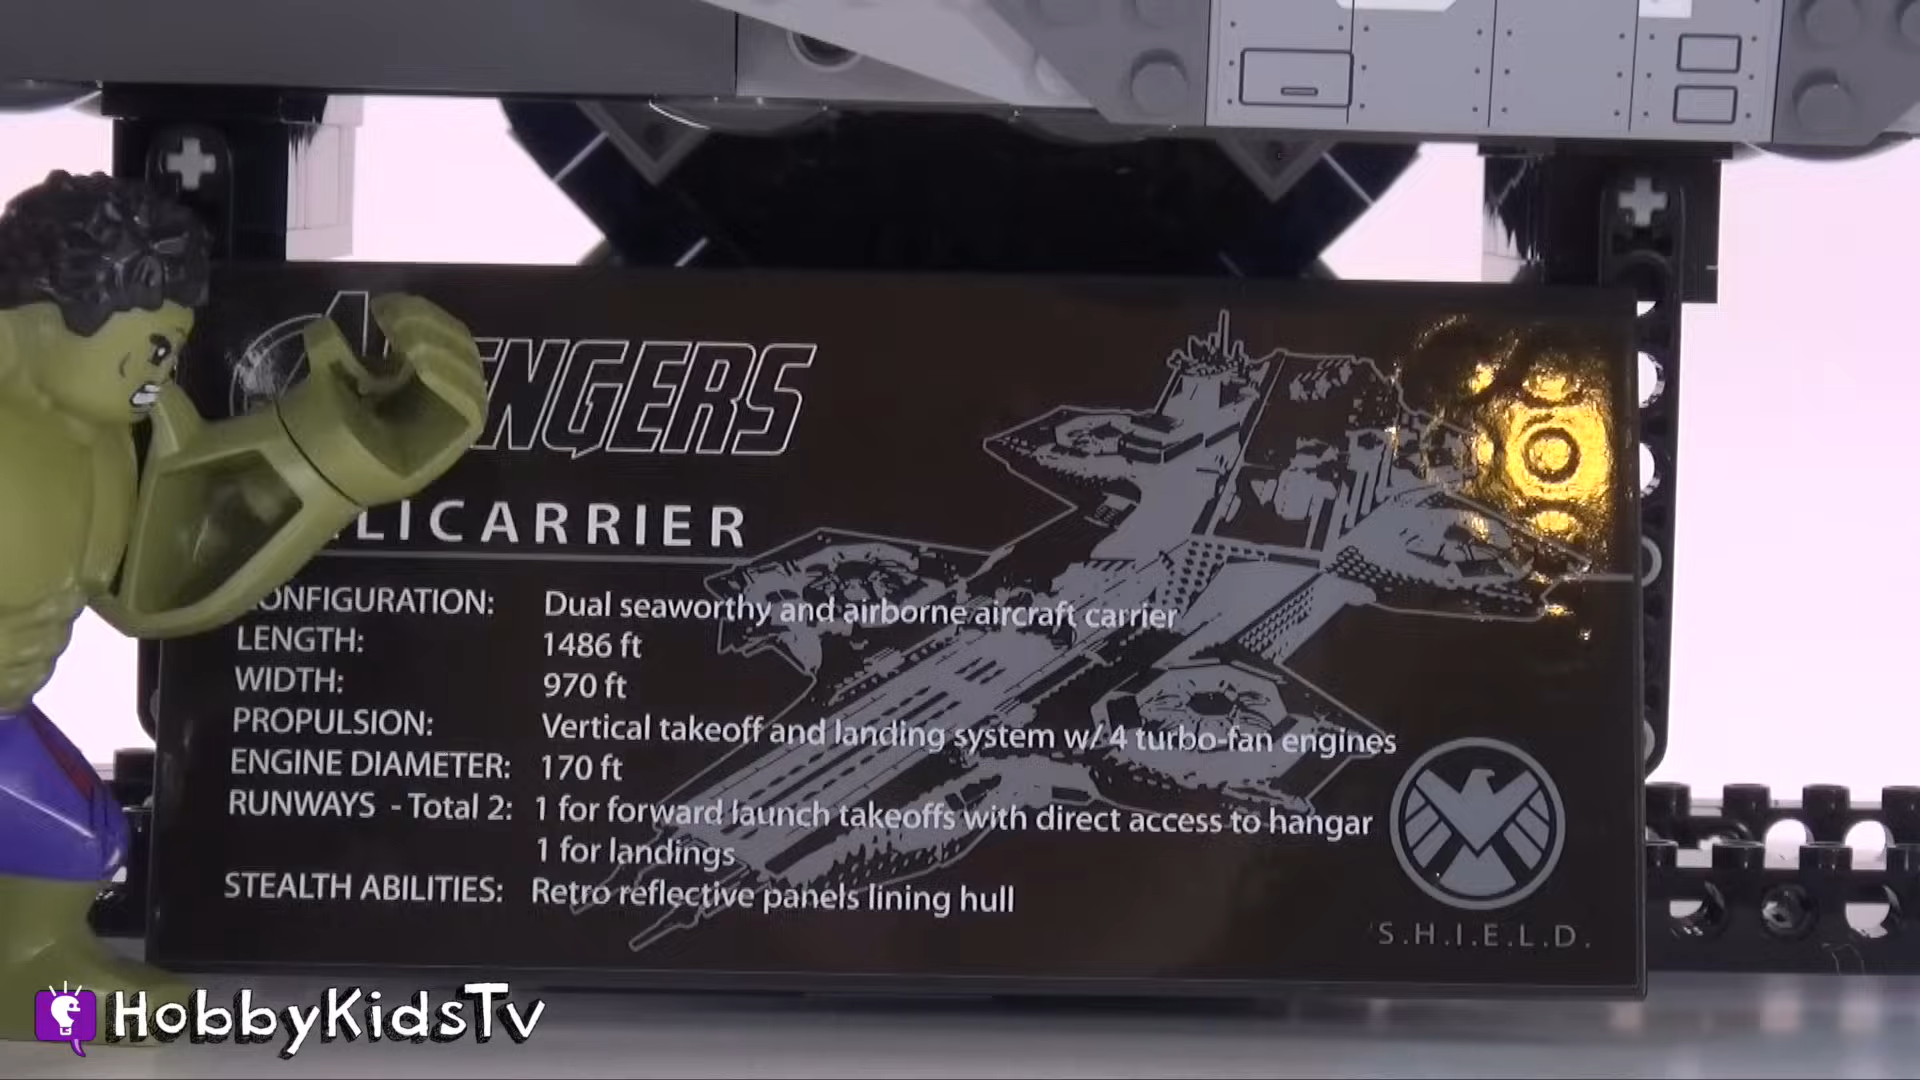 ENGERS
LICARRIER
ONFIGURATION: Dual seaworthy and airborne aircraft carrier
LENGTH: 1486 ft
WIDTH: 970 ft
PROPULSION: Vertical takeoff and landing system w/ 4 turbo-fan engines
ENGINE DIAMETER: 170 ft
RUNWAYS - Total 2: 1 for forward launch takeoffs with direct access to hangar
1 for landings
STEALTH ABILITIES: Retro reflective panels lining hull
S.H.I.E.L.D.
HobbyKidsTv